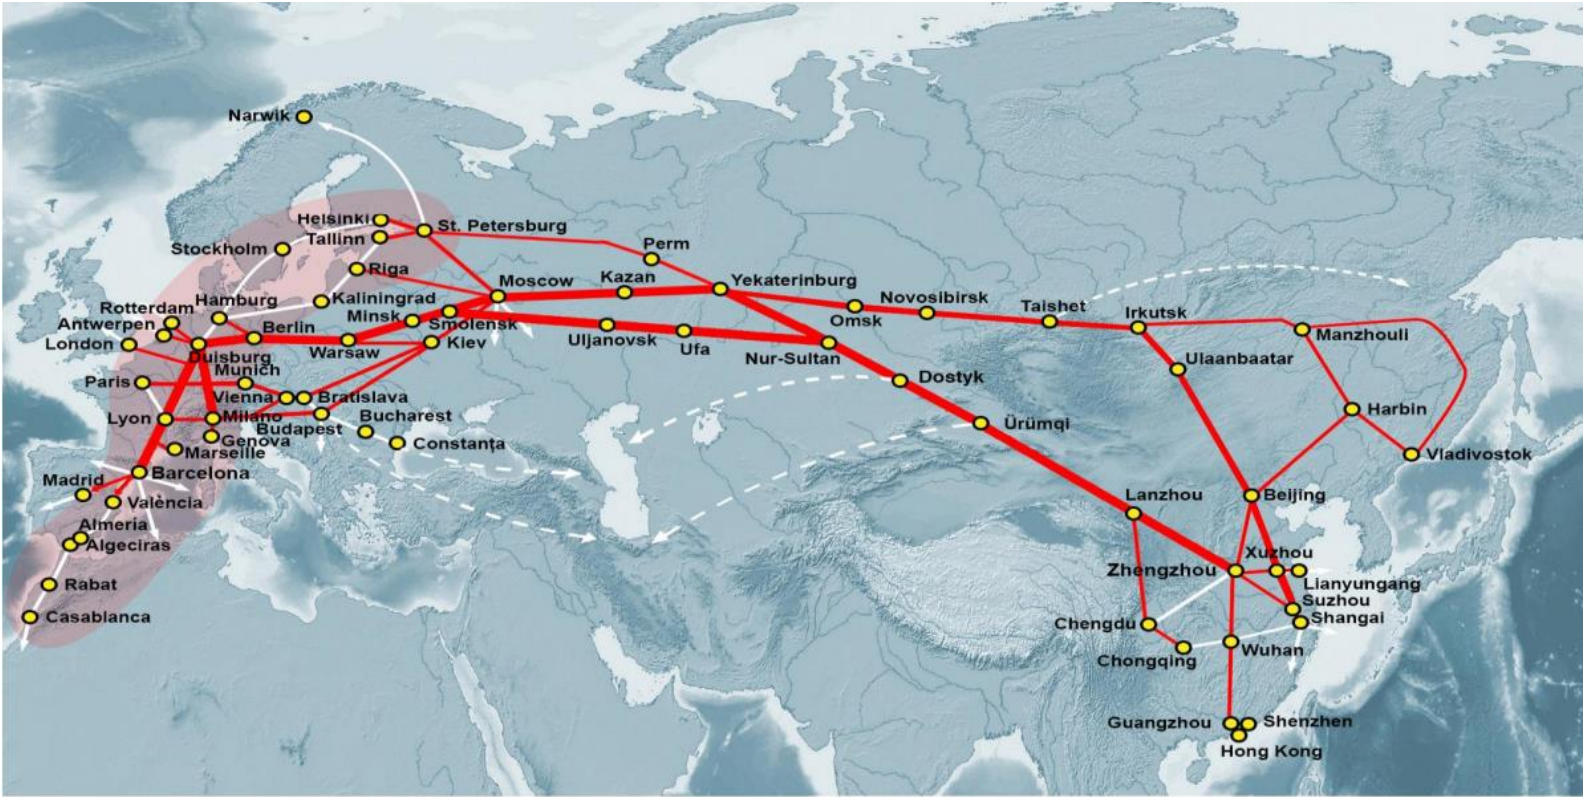 Narwik
Helsinki
St. Petersburg
Tallinn
Stockholm
Perm
Riga
Moscow
Kazan
Yekaterinburg
Hamburg
Kaliningrad
Novosibirsk
Rotterdam
Minsk
Taishet
Irkutsk
Antwerpen
Berlin
Smolensk
Omsk
Manzhouli
London
Warsaw
Kiev
Uljanovsk
Ufa
Nur-Sultan
Duisburg
Ulaanbaatar
Munich
Paris
Dostyk
Vienna
Bratislava
Harbin
Lyon
Milano
Bucharest
Budapest
Ürümqi
Genova
Constanța
Marseille
Vladivostok
Barcelona
Madrid
Lanzhou
Beijing
València
Almeria
Algeciras
Xuzhou
Zhengzhou
Lianyungang
Rabat
Suzhou
Casablanca
Chengdu
Shangai
Wuhan
Chongqing
Guangzhou
Shenzhen
Hong Kong